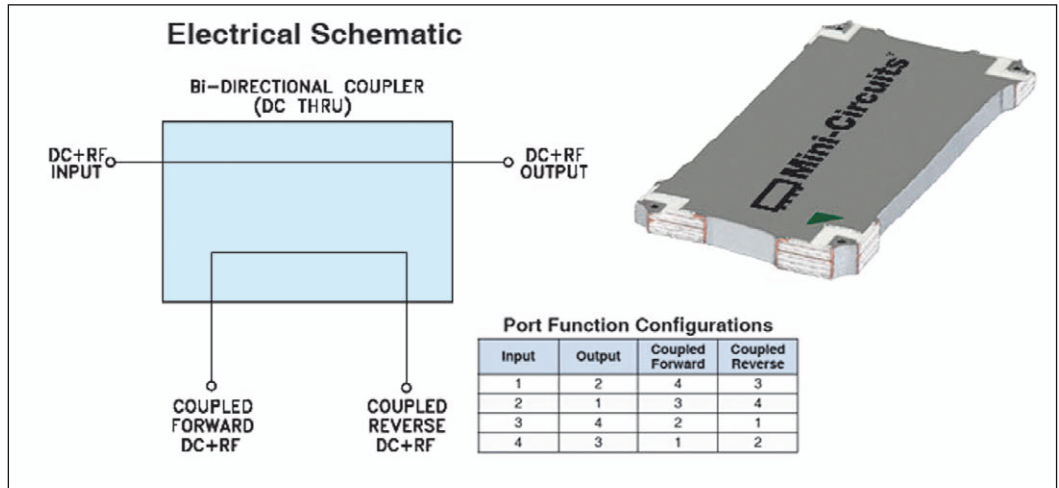 Electrical Schematic
Bi-DIRECTIONAL COUPLER
(DC THRU)
DC+RF
INPUT
DC+RF
OUTPUT
COUPLED
FORWARD
DC+RF
COUPLED
REVERSE
DC+RF
Mini-Circuits
Port Function Configurations
Input Output Coupled Forward Coupled Reverse
1 2 4 3
2 1 3 4
3 4 2 1
4 3 1 2